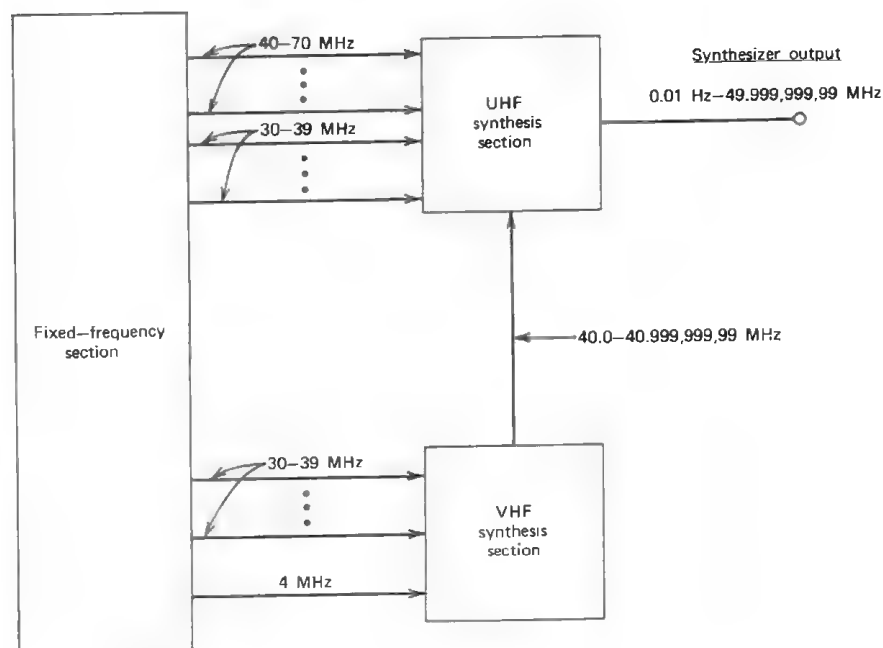 40–70 MHz
Synthesizer output
0.01 Hz–49.999,999,99 MHz
UHF
synthesis
section
30–39 MHz
Fixed–frequency
section
40.0–40.999,999,99 MHz
30–39 MHz
VHF
synthesis
section
4 MHz